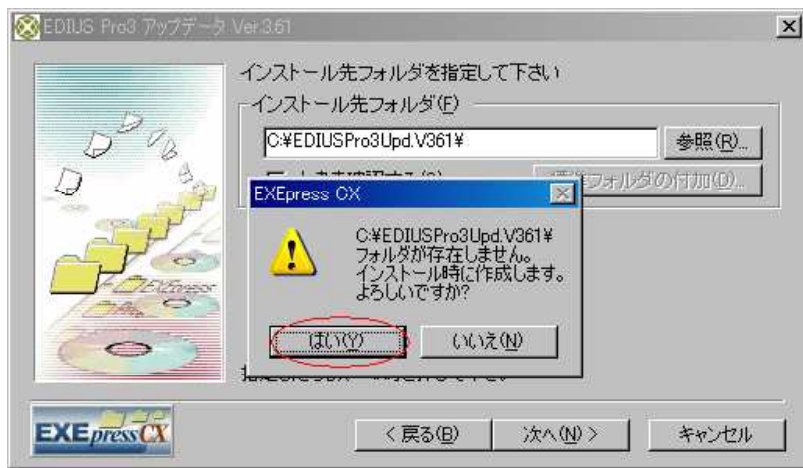 EDIUS Pro3 アップデータ Ver.3.61
インストール先フォルダを指定して下さい
インストール先フォルダ(F)
C:¥EDIUSPro3Upd.V361¥
参照(R)...
フォルダの付加(D)...
EXEpress CX
C:¥EDIUSPro3Upd.V361¥
フォルダが存在しません。
インストール時に作成します。
よろしいですか?
はい(Y)
いいえ(N)
EXEpress
EXEpress CX
< 戻る(B)
次へ(N) >
キャンセル